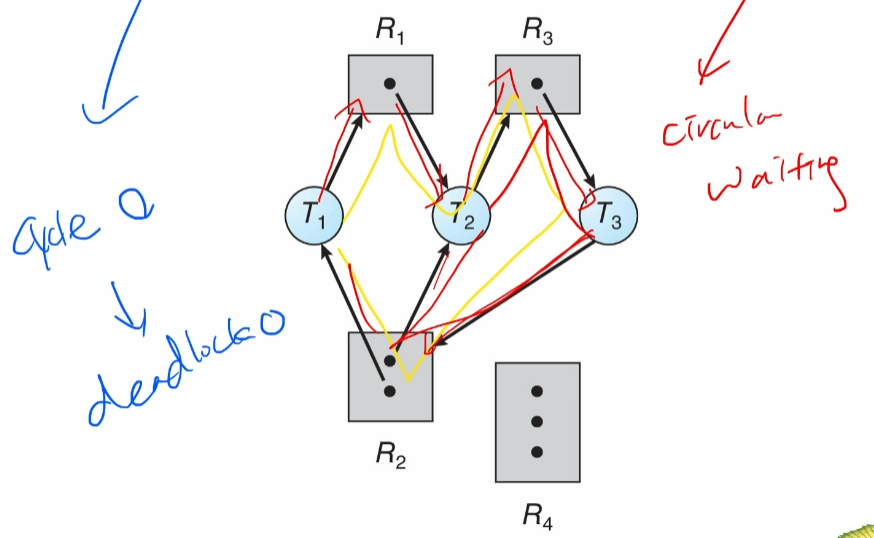 R1
R3
circular
waiting
T1
T2
T3
cycle O
deadlock O
R2
R4